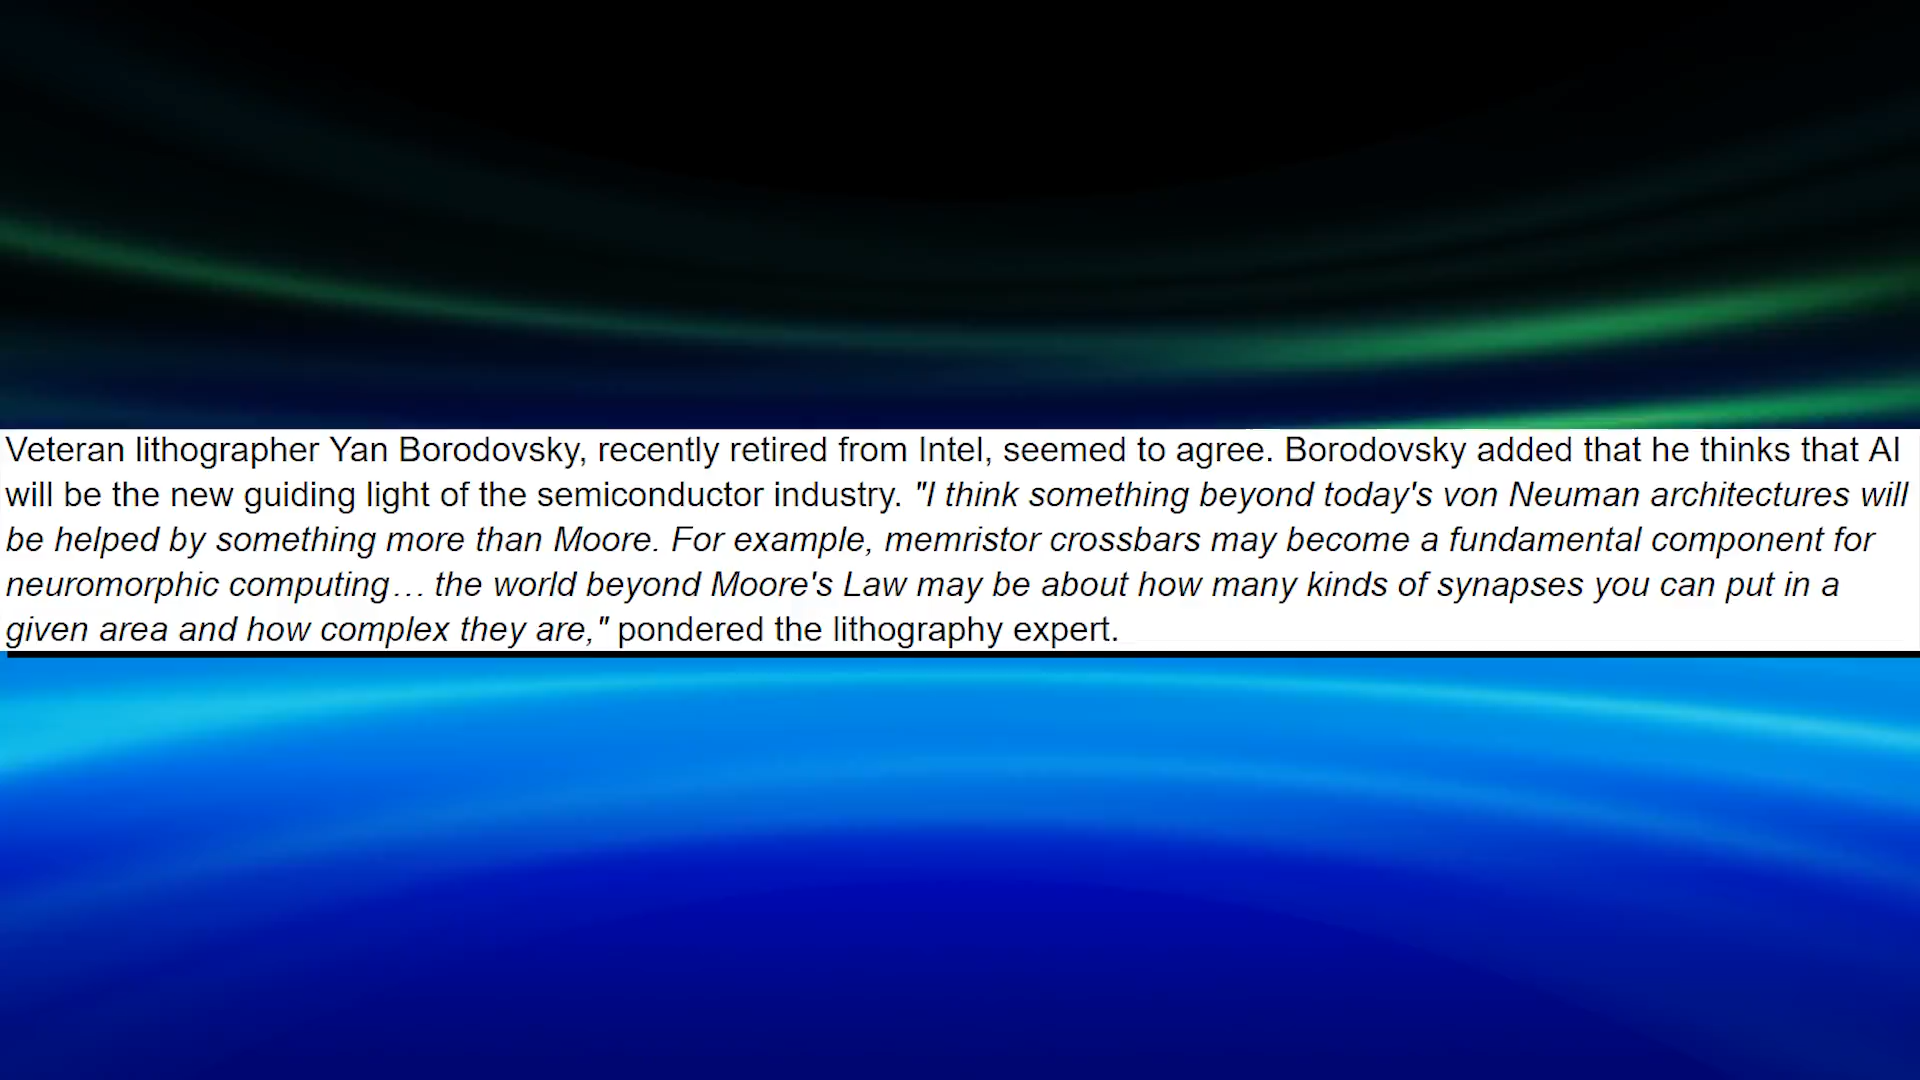 Veteran lithographer Yan Borodovsky, recently retired from Intel, seemed to agree. Borodovsky added that he thinks that AI
will be the new guiding light of the semiconductor industry. "I think something beyond today's von Neuman architectures will
be helped by something more than Moore. For example, memristor crossbars may become a fundamental component for
neuromorphic computing… the world beyond Moore's Law may be about how many kinds of synapses you can put in a
given area and how complex they are," pondered the lithography expert.